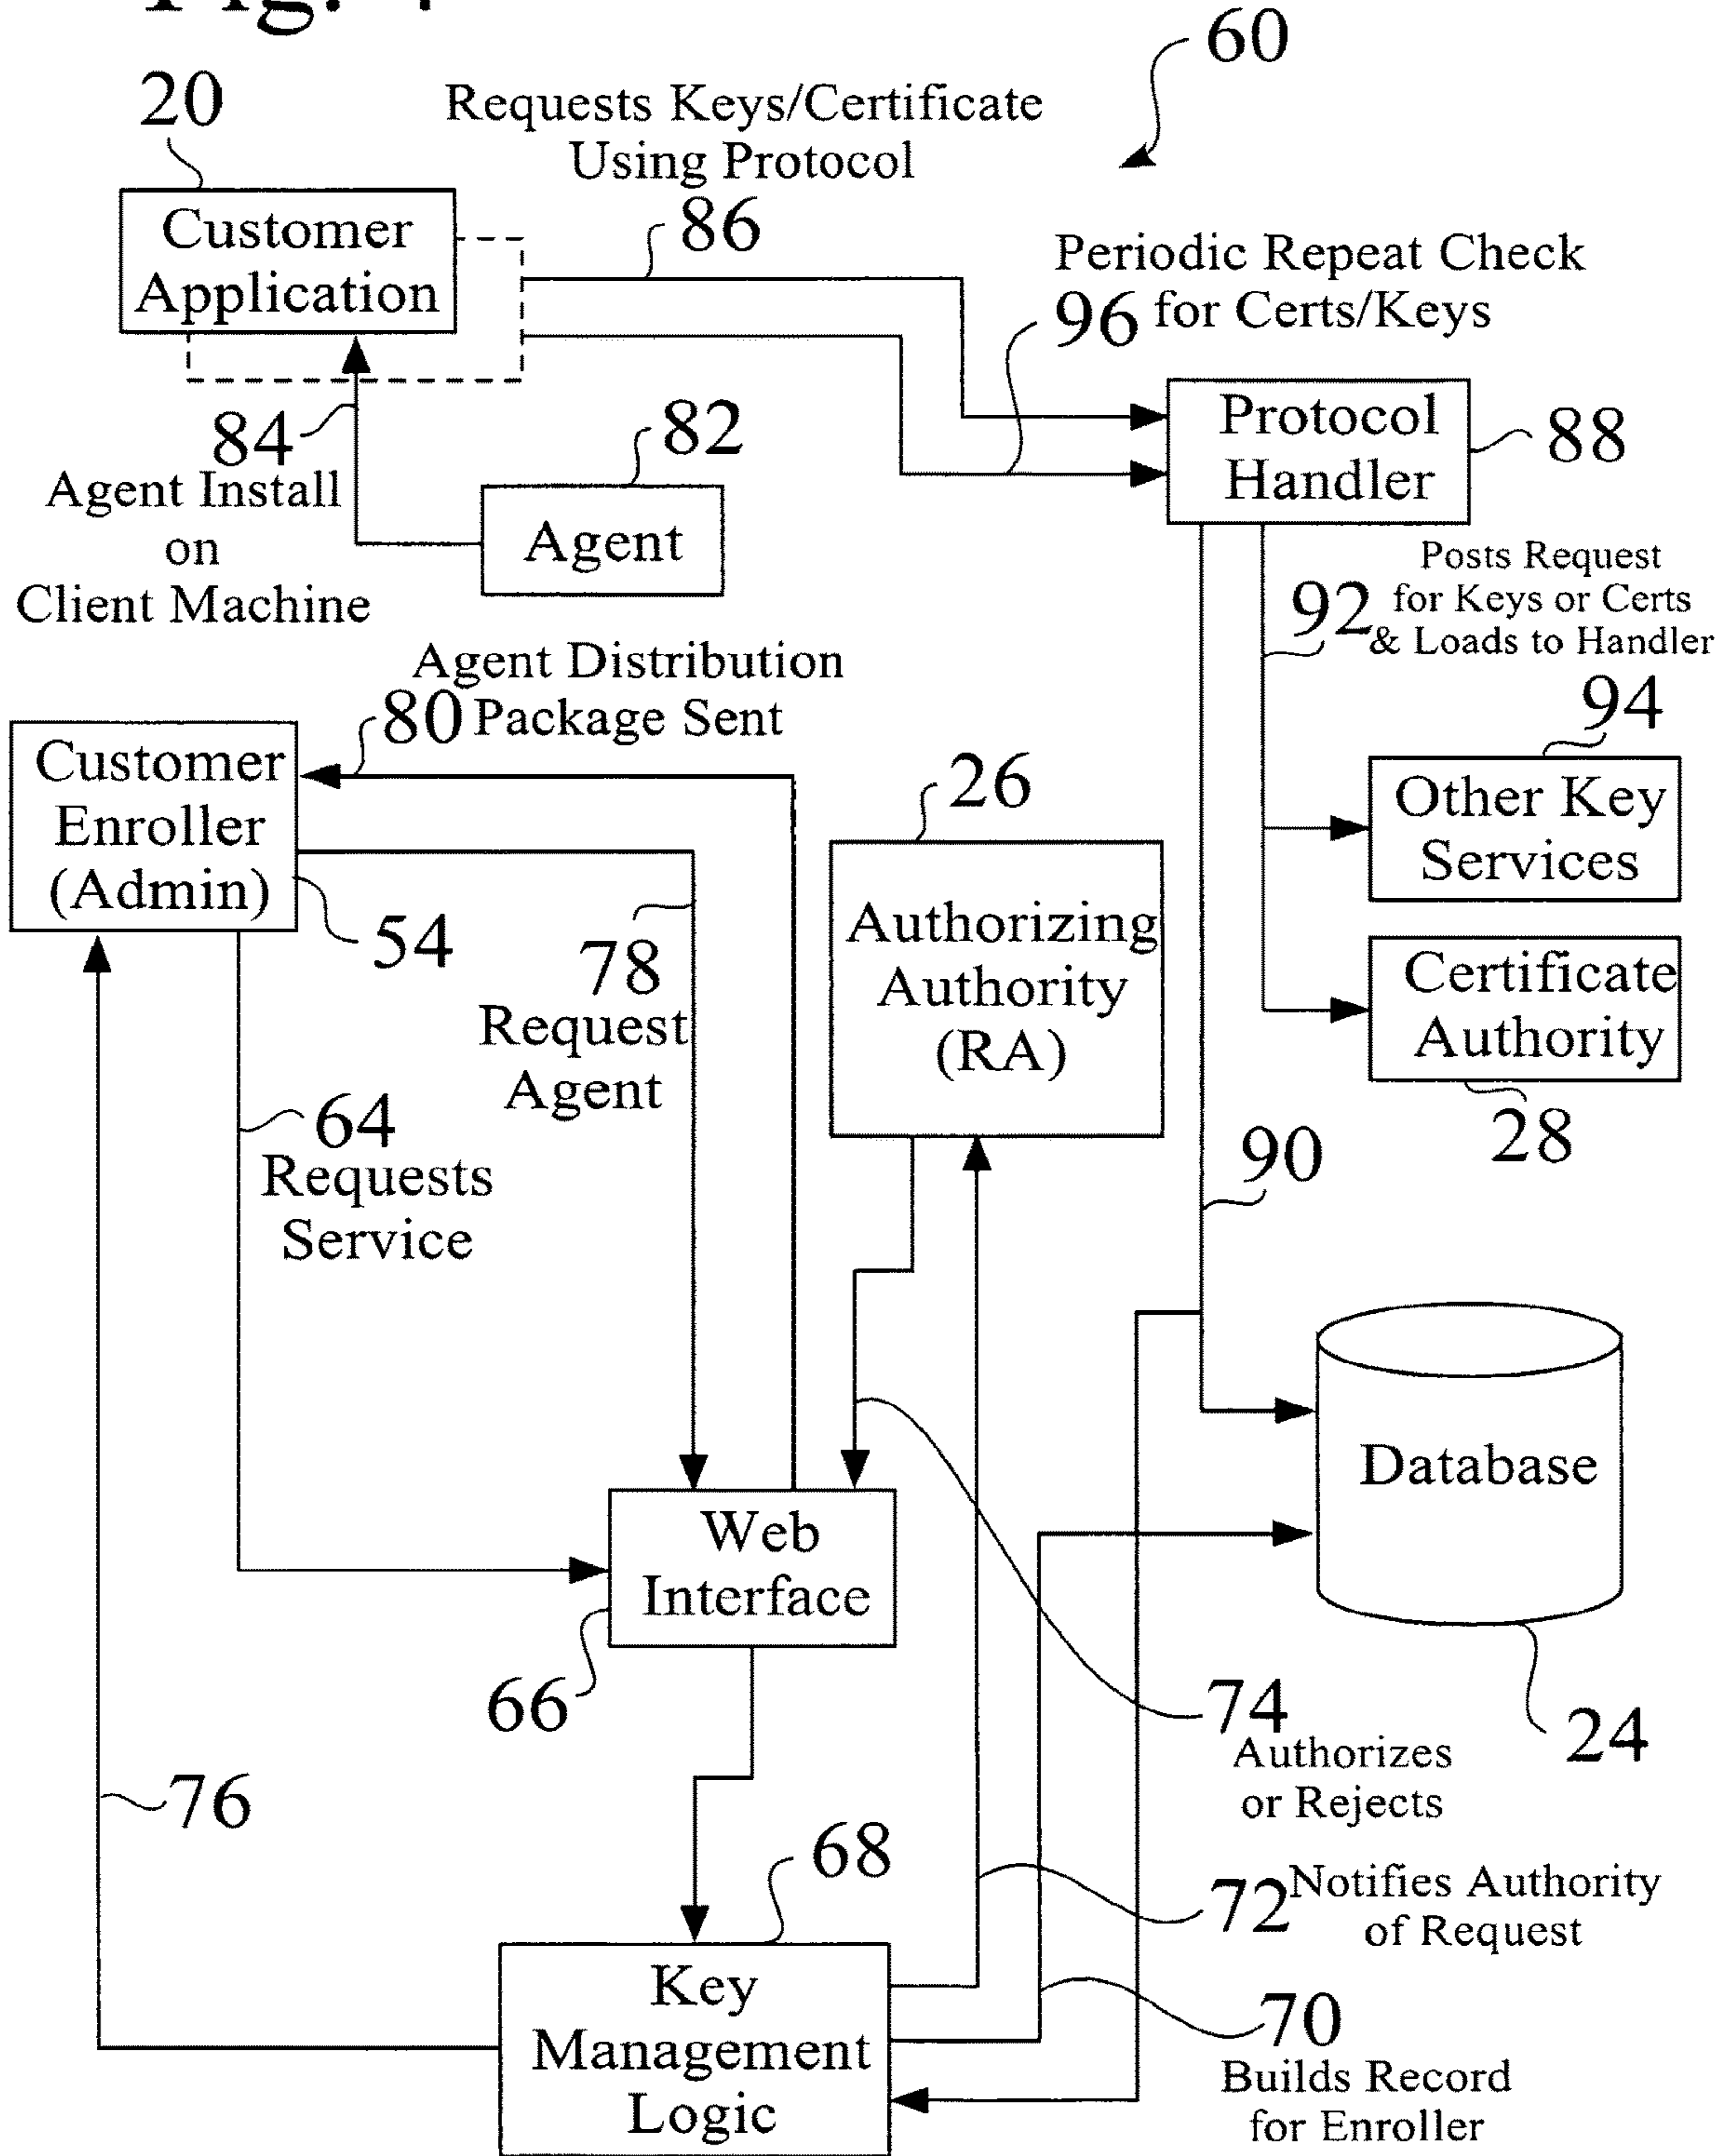 Fig.
60
20
Requests Keys/Certificate
Using Protocol
86
Customer
Application
Periodic Repeat Check
96 for Certs/Keys
84
Agent Install
on
Client Machine
82
Agent
Protocol
Handler
88
Posts Request
92 for Keys or Certs
& Loads to Handler
Agent Distribution
80 Package Sent
94
Other Key
Services
Customer
Enroller
(Admin)
54
26
Authorizing
Authority
(RA)
Certificate
Authority
28
78
Request
Agent
64
Requests
Service
90
Database
24
Web
Interface
66
74
Authorizes
or Rejects
76
68
72 Notifies Authority
of Request
Key
Management
Logic
70
Builds Record
for Enroller